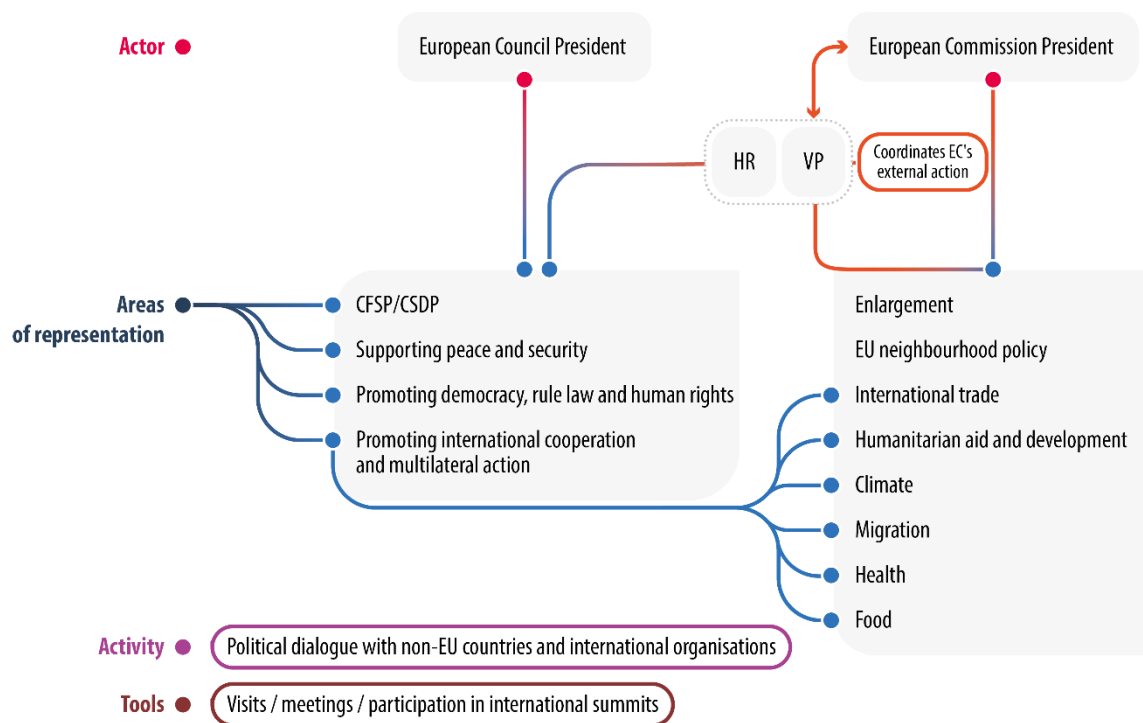 Actor
European Council President
European Commission President
HR
VP
Coordinates EC's
external action
Areas
of representation
CFSP/CSDP
Supporting peace and security
Promoting democracy, rule law and human rights
Promoting international cooperation
and multilateral action
Enlargement
EU neighbourhood policy
International trade
Humanitarian aid and development
Climate
Migration
Health
Food
Activity
Political dialogue with non-EU countries and international organisations
Tools
Visits / meetings / participation in international summits